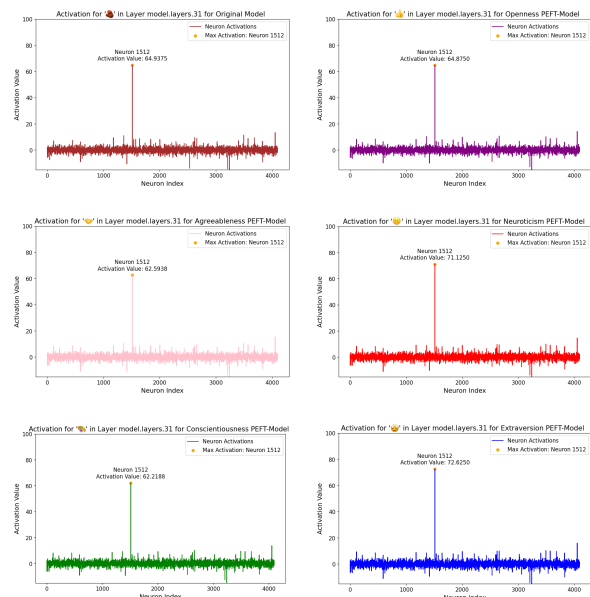 Activation for '🦃' in Layer model.layers.31 for Original Model
Neuron Activations
Max Activation: Neuron 1512
Neuron 1512
Activation Value: 64.9375
Activation Value
100
80
60
40
20
0
0 1000 2000 3000 4000
Neuron Index
Activation for '👍' in Layer model.layers.31 for Openness PEFT-Model
Neuron Activations
Max Activation: Neuron 1512
Neuron 1512
Activation Value: 64.8750
Activation Value
100
80
60
40
20
0
0 1000 2000 3000 4000
Neuron Index
Activation for '🤝' in Layer model.layers.31 for Agreeableness PEFT-Model
Neuron Activations
Max Activation: Neuron 1512
Neuron 1512
Activation Value: 62.5938
Activation Value
100
80
60
40
20
0
0 1000 2000 3000 4000
Neuron Index
Activation for '' in Layer model.layers.31 for Neuroticism PEFT-Model
Neuron Activations
Max Activation: Neuron 1512
Neuron 1512
Activation Value: 71.1250
Activation Value
100
80
60
40
20
0
0 1000 2000 3000 4000
Neuron Index
Activation for '' in Layer model.layers.31 for Conscientiousness PEFT-Model
Neuron Activations
Max Activation: Neuron 1512
Neuron 1512
Activation Value: 62.2188
Activation Value
100
80
60
40
20
0
0 1000 2000 3000 4000
Neuron Index
Activation for '🤩' in Layer model.layers.31 for Extraversion PEFT-Model
Neuron Activations
Max Activation: Neuron 1512
Neuron 1512
Activation Value: 72.6250
Activation Value
100
80
60
40
20
0
0 1000 2000 3000 4000
Neuron Index